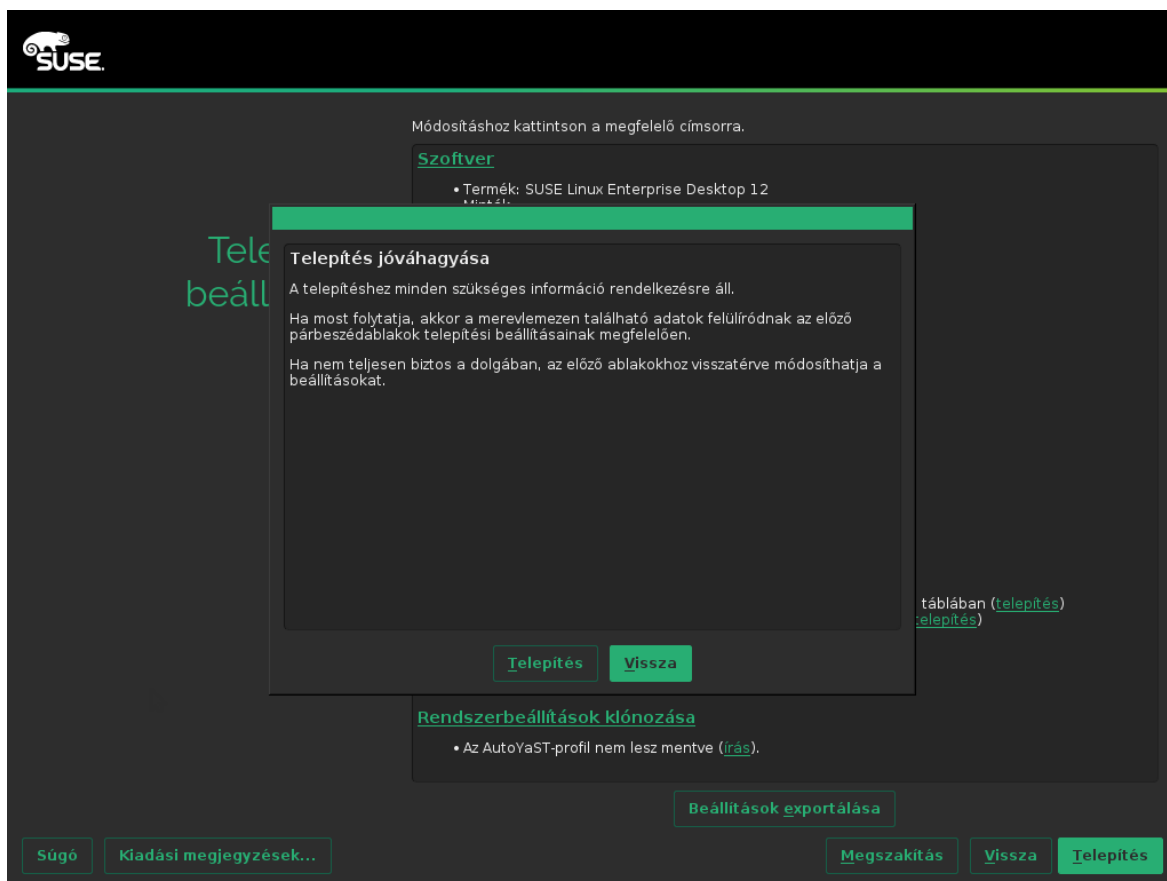 SUSE.
Módosításhoz kattintson a megfelelő címsorra.
Szoftver
• Termék: SUSE Linux Enterprise Desktop 12
Telepítés jóváhagyása
A telepítéshez minden szükséges információ rendelkezésre áll.
Ha most folytatja, akkor a merevlemezen található adatok felülíródnak az előző
párbeszédablakok telepítési beállításainak megfelelően.
Ha nem teljesen biztos a dolgában, az előző ablakokhoz visszatérve módosíthatja a
beállításokat.
táblában (telepítés)
telepítés)
Telepítés
Vissza
Rendszerbeállítások klónozása
• Az AutoYaST-profil nem lesz mentve (írás).
Beállítások exportálása
Súgó
Kiadási megjegyzések...
Megszakítás
Vissza
Telepítés